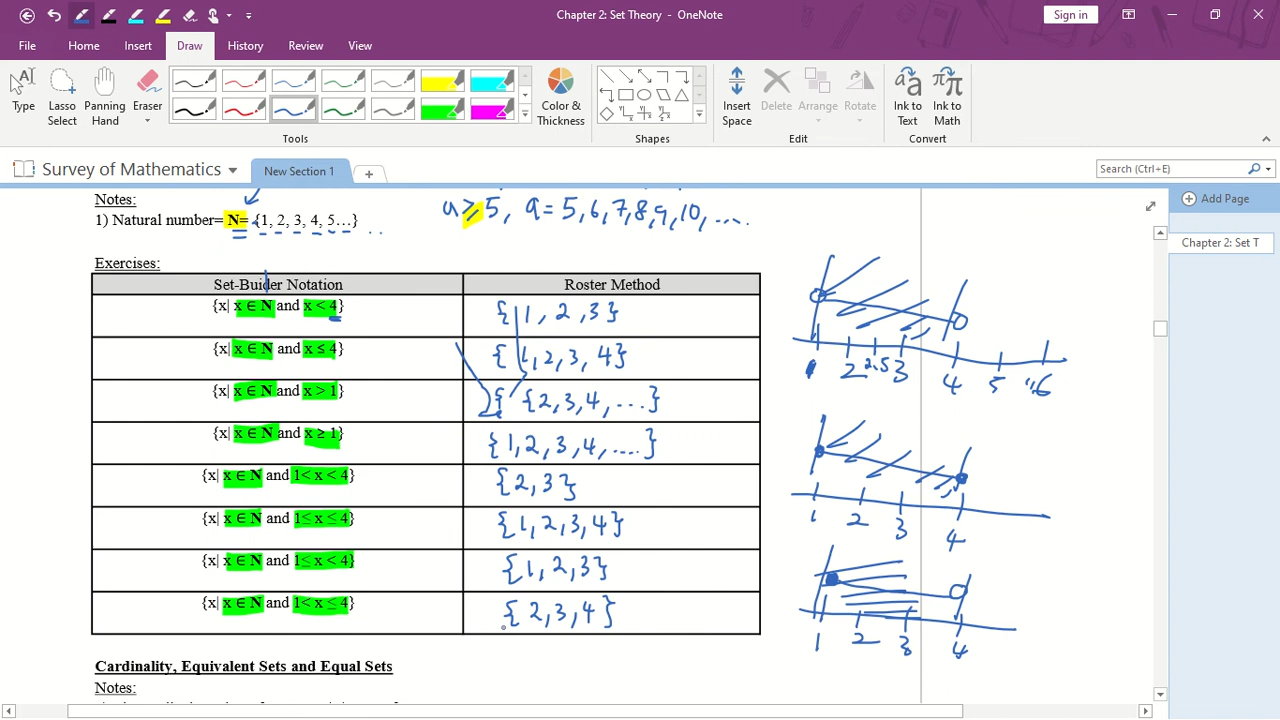 Chapter 2: Set Theory - OneNote
Sign in
File Home Insert Draw History Review View
Type Lasso Select Panning Hand Eraser Color & Thickness Insert Space Delete Arrange Rotate Ink to Text Ink to Math
Tools Shapes Edit Convert
Survey of Mathematics New Section 1 Search (Ctrl+E)
Add Page
Chapter 2: Set T
Notes:
1) Natural number= N= {1, 2, 3, 4, 5…}
a ≥ 5, a = 5, 6, 7, 8, 9, 10, ....
Exercises:
Set-Buider Notation Roster Method
{x| x ∈ N and x < 4} {1, 2, 3}
{x| x ∈ N and x ≤ 4} {1, 2, 3, 4}
{x| x ∈ N and x > 1} { {2, 3, 4, ....}
{x| x ∈ N and x ≥ 1} {1, 2, 3, 4, ....}
{x| x ∈ N and 1< x < 4} {2, 3}
{x| x ∈ N and 1≤ x ≤ 4} {1, 2, 3, 4}
{x| x ∈ N and 1≤ x < 4} {1, 2, 3}
{x| x ∈ N and 1< x ≤ 4} {2, 3, 4}
2 2.5 3 4 5 6
1 2 3 4
1 2 3 4
Cardinality, Equivalent Sets and Equal Sets
Notes: